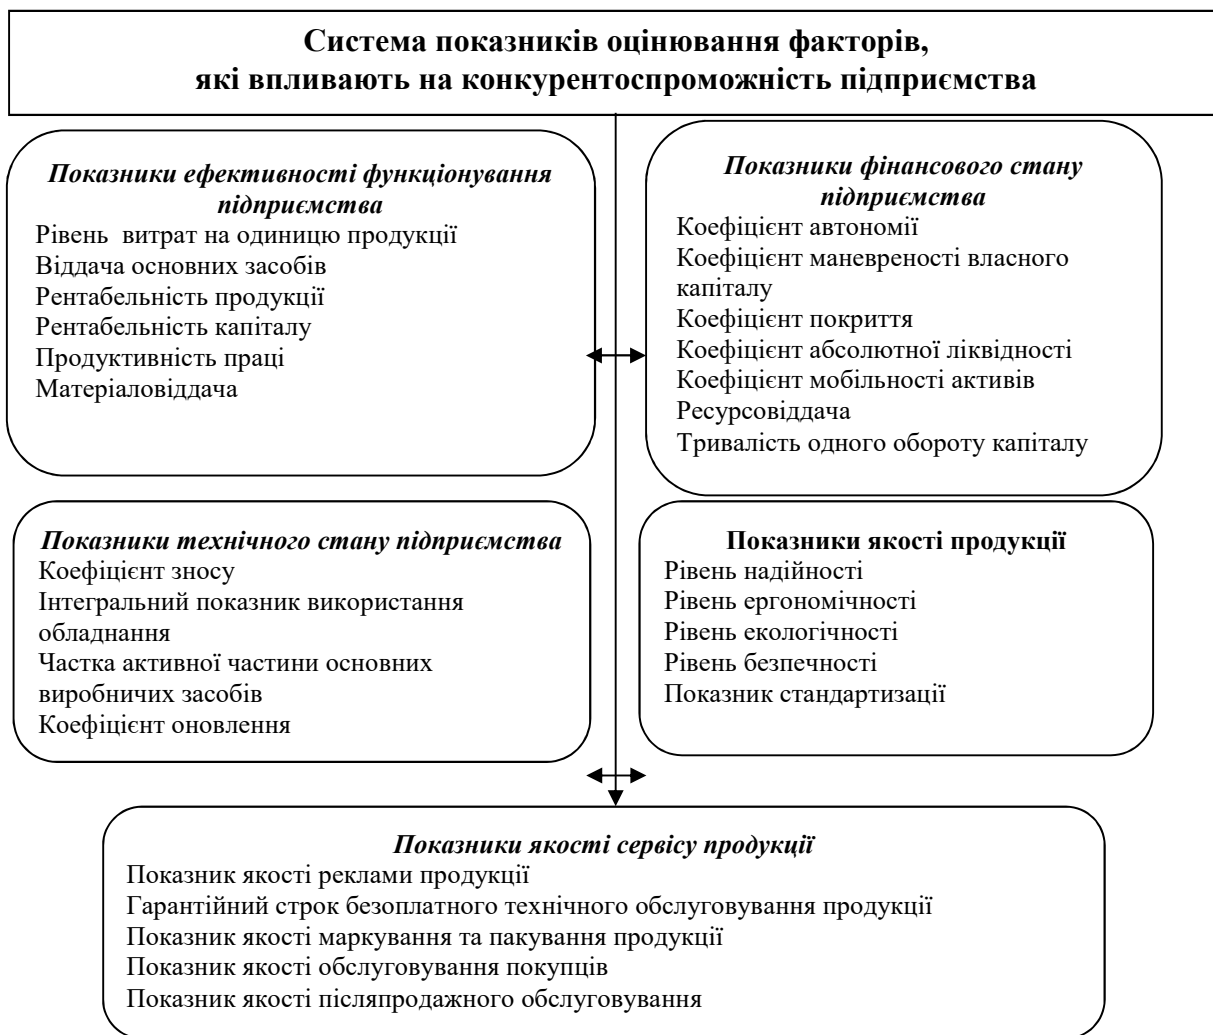 Система показників оцінювання факторів,
які впливають на конкурентоспроможність підприємства
Показники ефективності функціонування
підприємства
Рівень витрат на одиницю продукції
Віддача основних засобів
Рентабельність продукції
Рентабельність капіталу
Продуктивність праці
Матеріаловіддача
Показники фінансового стану
підприємства
Коефіцієнт автономії
Коефіцієнт маневреності власного
капіталу
Коефіцієнт покриття
Коефіцієнт абсолютної ліквідності
Коефіцієнт мобільності активів
Ресурсовіддача
Тривалість одного обороту капіталу
Показники технічного стану підприємства
Коефіцієнт зносу
Інтегральний показник використання
обладнання
Частка активної частини основних
виробничих засобів
Коефіцієнт оновлення
Показники якості продукції
Рівень надійності
Рівень ергономічності
Рівень екологічності
Рівень безпечності
Показник стандартизації
Показники якості сервісу продукції
Показник якості реклами продукції
Гарантійний строк безоплатного технічного обслуговування продукції
Показник якості маркування та пакування продукції
Показник якості обслуговування покупців
Показник якості післяпродажного обслуговування